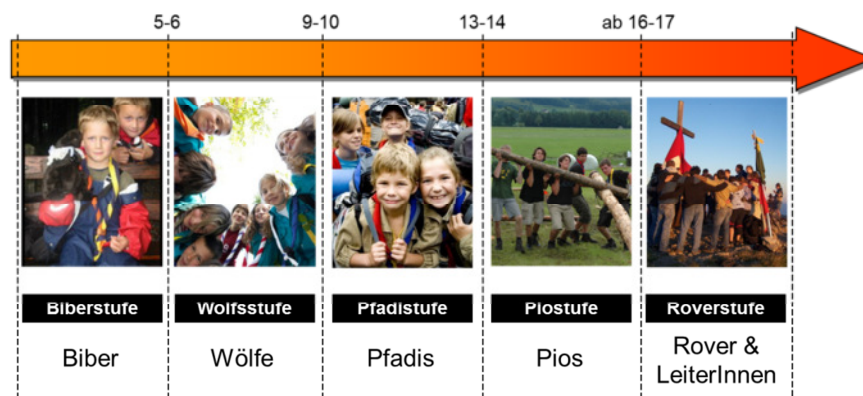 5-6 9-10 13-14 ab 16-17
Biberstufe Wolfsstufe Pfadistufe Piostufe Roverstufe
Biber Wölfe Pfadis Pios Rover &
LeiterInnen